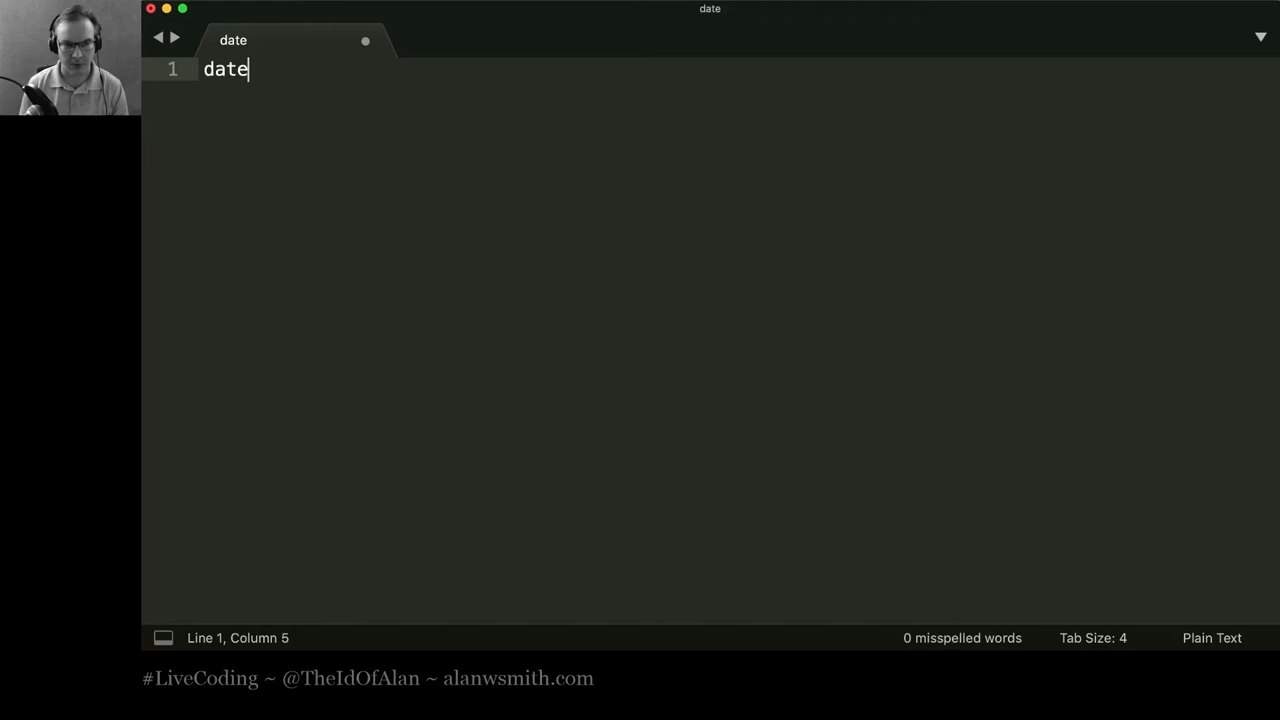 date
date
1 date
Line 1, Column 5 0 misspelled words Tab Size: 4 Plain Text
#LiveCoding ~ @TheIdOfAlan ~ alanwsmith.com